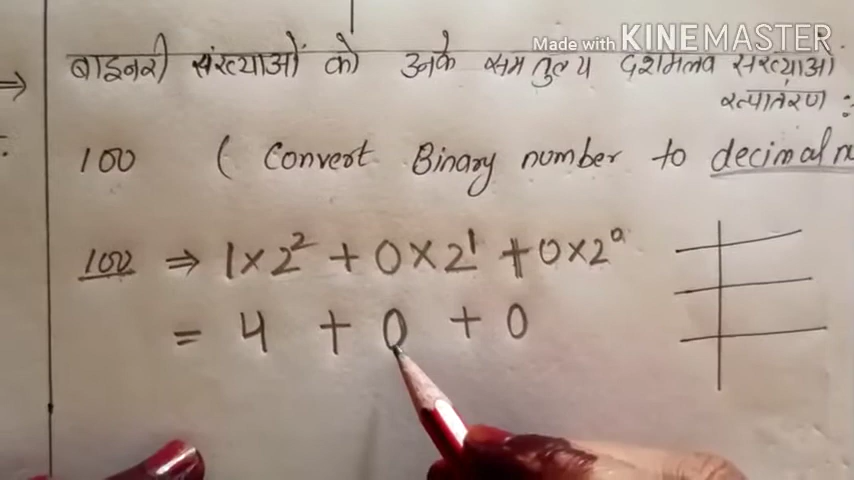 Made with KINEMASTER
बाइनरी संख्याओं को उनके समतुल्य दशमलव संख्याओं
रुपातंरण :
100 ( Convert Binary number to decimal
100 ⇒ 1×2² + 0×2¹ + 0×2⁰
= 4 + 0 + 0